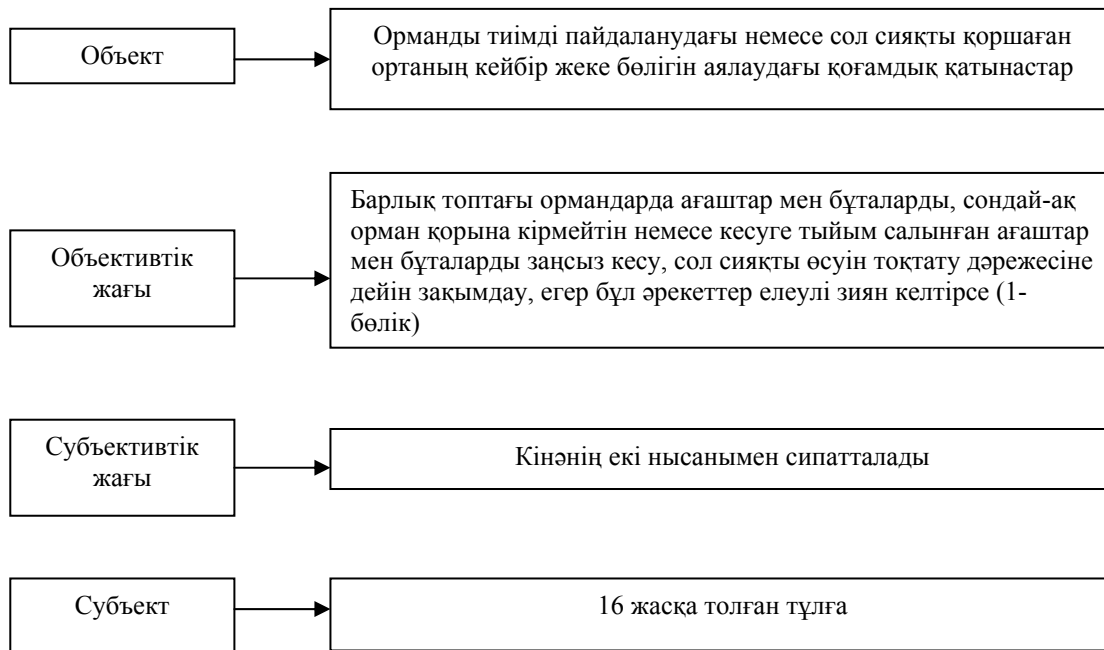 Объект
Орманды тиімді пайдаланудағы немесе сол сияқты қоршаған
ортаның кейбір жеке бөлігін аялаудағы қоғамдық қатынастар
Объективтік
жағы
Барлық топтағы ормандарда ағаштар мен бұталарды, сондай-ақ
орман қорына кірмейтін немесе кесуге тыйым салынған ағаштар
мен бұталарды заңсыз кесу, сол сияқты өсуін тоқтату дәрежесіне
дейін зақымдау, егер бұл әрекеттер елеулі зиян келтірсе (1-
бөлік)
Субъективтік
жағы
Кінәнің екі нысанымен сипатталады
Субъект
16 жасқа толған тұлға